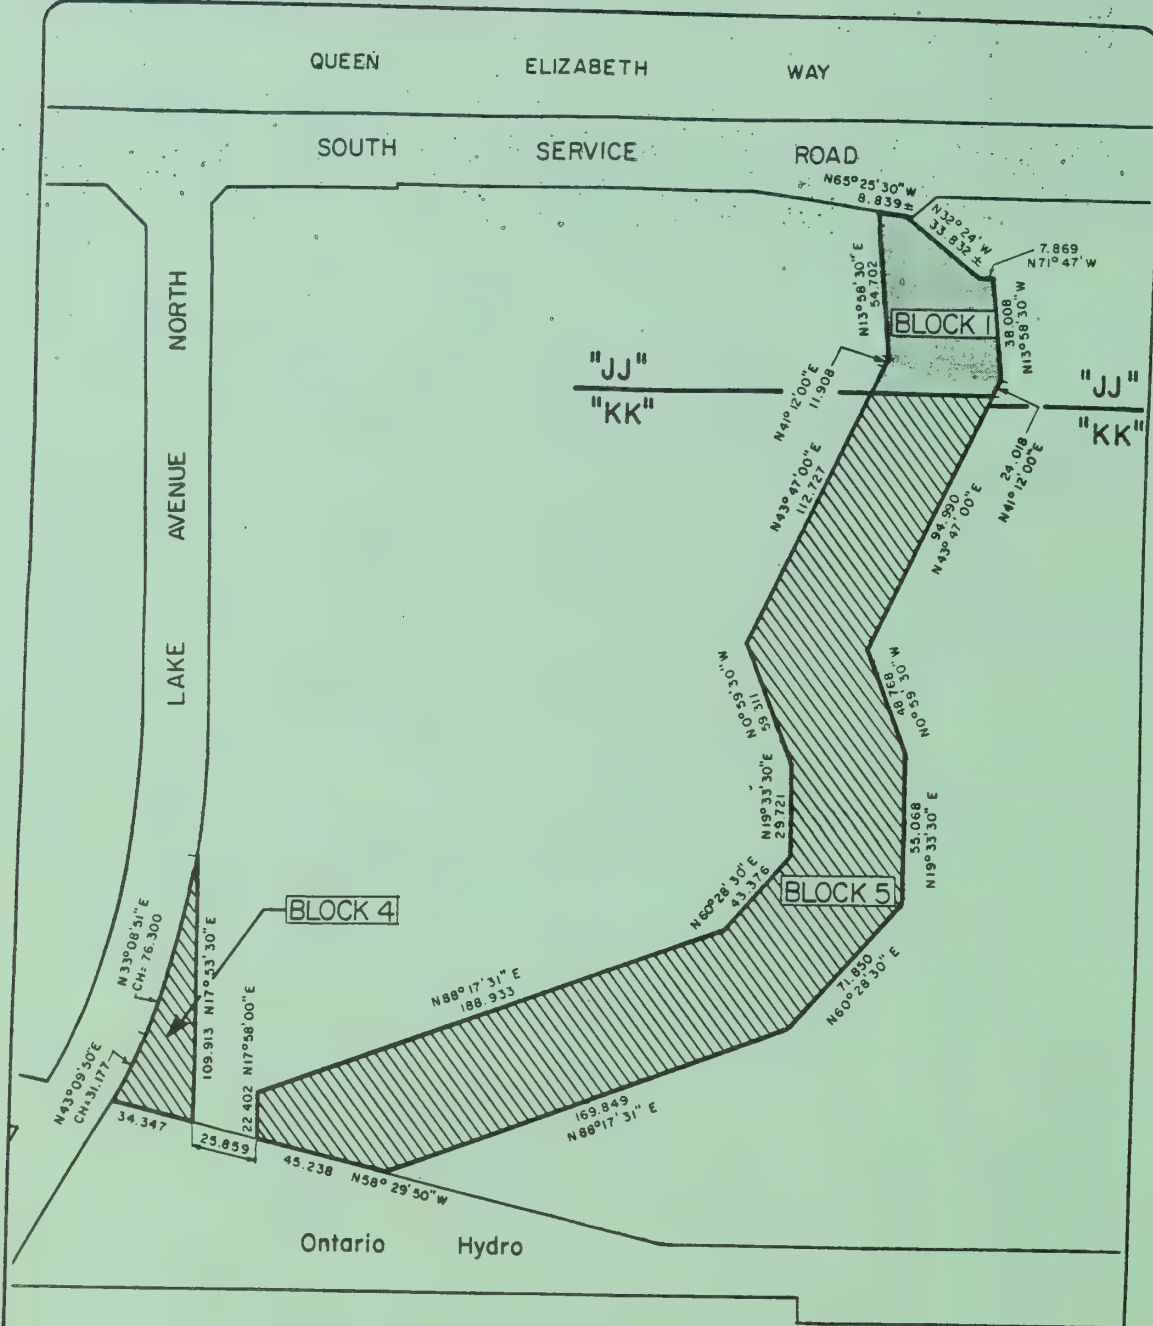 QUEEN ELIZABETH WAY
SOUTH SERVICE ROAD
N65°25'30"W
8.839±
N32°24'W
33.832±
7.869
N71°47'W
N13°58'30"E
54.702
BLOCK 1
38.008
N13°58'30"W
LAKE AVENUE NORTH
"JJ"
"KK"
"JJ"
"KK"
N41°12'00"E
11.908
24.018
N41°12'00"E
N43°47'00"E
112.727
94.990
N43°47'00"E
N0°59'30"W
59.311
48.768
N0°59'30"W
N19°33'30"E
29.721
55.068
N19°33'30"E
N60°28'30"E
43.376
BLOCK 5
71.850
N60°28'30"E
BLOCK 4
N33°08'51"E
CH= 76.300
109.913 N17°53'30"E
N88°17'31"E
188.933
22.402 N17°58'00"E
N43°09'50"E
CH=31.177
34.347
25.859
45.238 N58°29'50"W
169.849
N88°17'31"E
Ontario Hydro